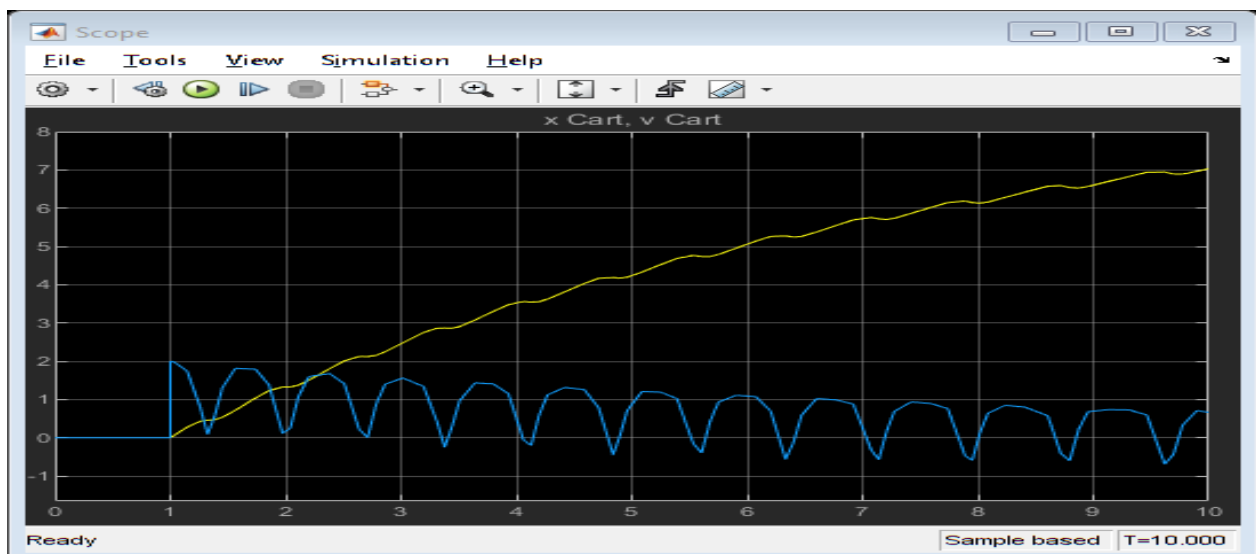 Scope
File Tools View Simulation Help
x Cart, v Cart
8
7
6
5
4
3
2
1
0
-1
0 1 2 3 4 5 6 7 8 9 10
Ready Sample based T=10.000